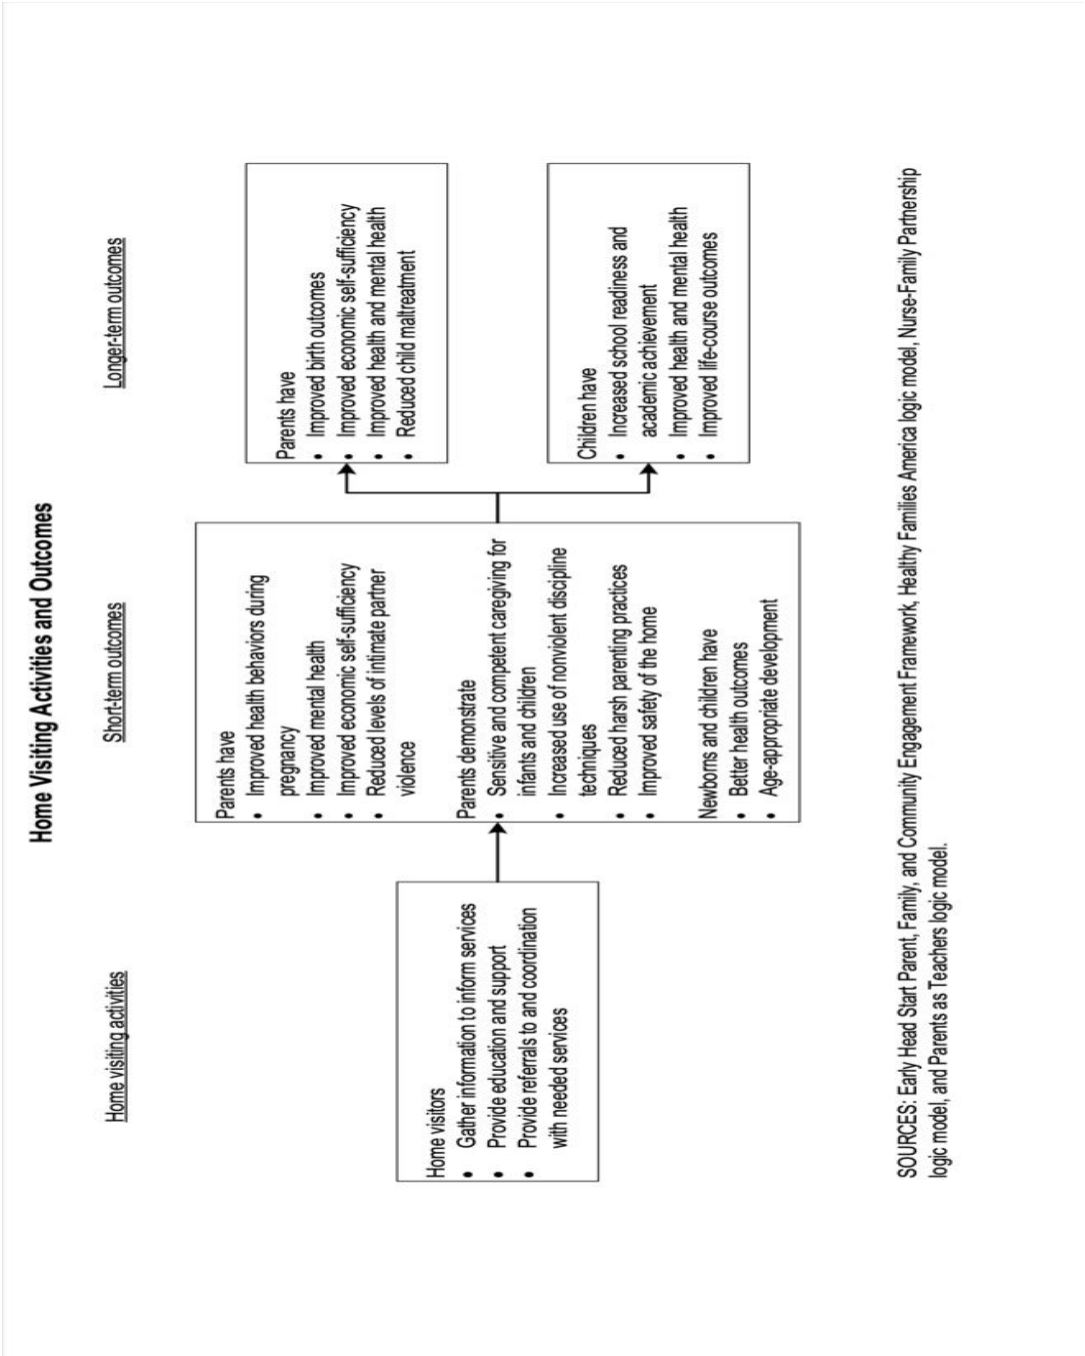 Home Visiting Activities and Outcomes
Home visiting activities
Short-term outcomes
Longer-term outcomes
Home visitors
• Gather information to inform services
• Provide education and support
• Provide referrals to and coordination
with needed services
Parents have
• Improved health behaviors during
pregnancy
• Improved mental health
• Improved economic self-sufficiency
• Reduced levels of intimate partner
violence
Parents demonstrate
• Sensitive and competent caregiving for
infants and children
• Increased use of nonviolent discipline
techniques
• Reduced harsh parenting practices
• Improved safety of the home
Newborns and children have
• Better health outcomes
• Age-appropriate development
Parents have
• Improved birth outcomes
• Improved economic self-sufficiency
• Improved health and mental health
• Reduced child maltreatment
Children have
• Increased school readiness and
academic achievement
• Improved health and mental health
• Improved life-course outcomes
SOURCES: Early Head Start Parent, Family, and Community Engagement Framework, Healthy Families America logic model, Nurse-Family Partnership
logic model, and Parents as Teachers logic model.